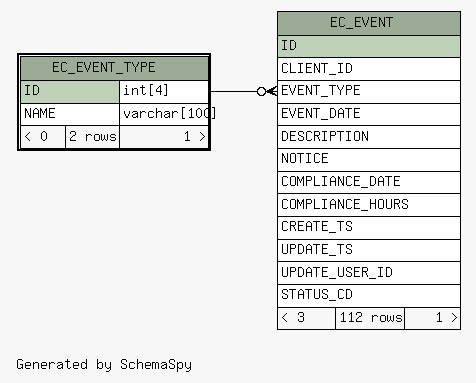 EC_EVENT_TYPE
ID int[4]
NAME varchar[100]
< 0 2 rows 1 >
EC_EVENT
ID
CLIENT_ID
EVENT_TYPE
EVENT_DATE
DESCRIPTION
NOTICE
COMPLIANCE_DATE
COMPLIANCE_HOURS
CREATE_TS
UPDATE_TS
UPDATE_USER_ID
STATUS_CD
< 3 112 rows 1 >
Generated by SchemaSpy